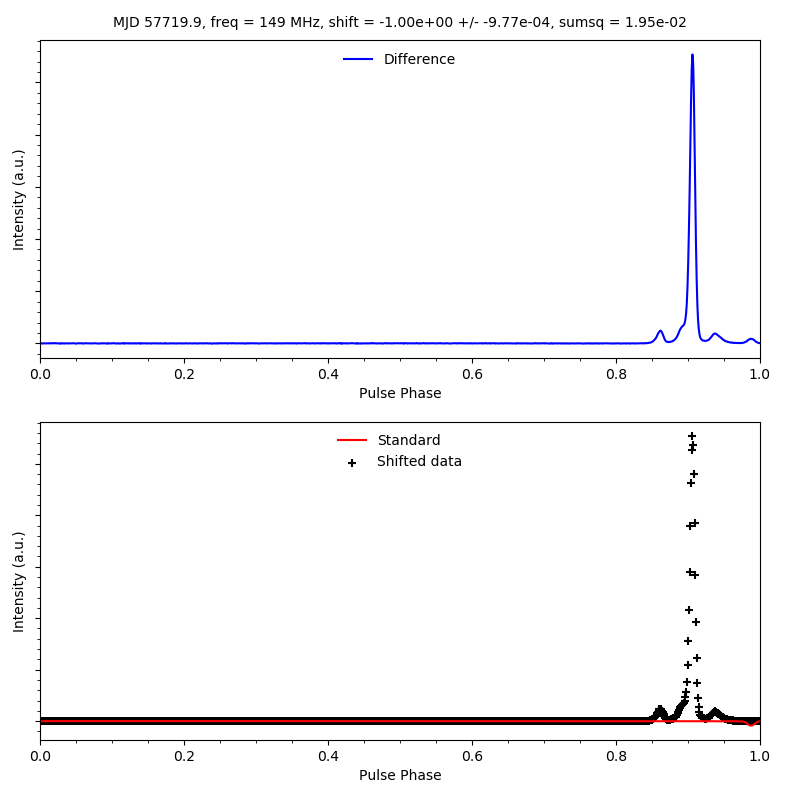 MJD 57719.9, freq = 149 MHz, shift = -1.00e+00 +/- -9.77e-04, sumsq = 1.95e-02
Difference
Intensity (a.u.)
0.0 0.2 0.4 0.6 0.8 1.0
Pulse Phase
Standard
Shifted data
Intensity (a.u.)
0.0 0.2 0.4 0.6 0.8 1.0
Pulse Phase